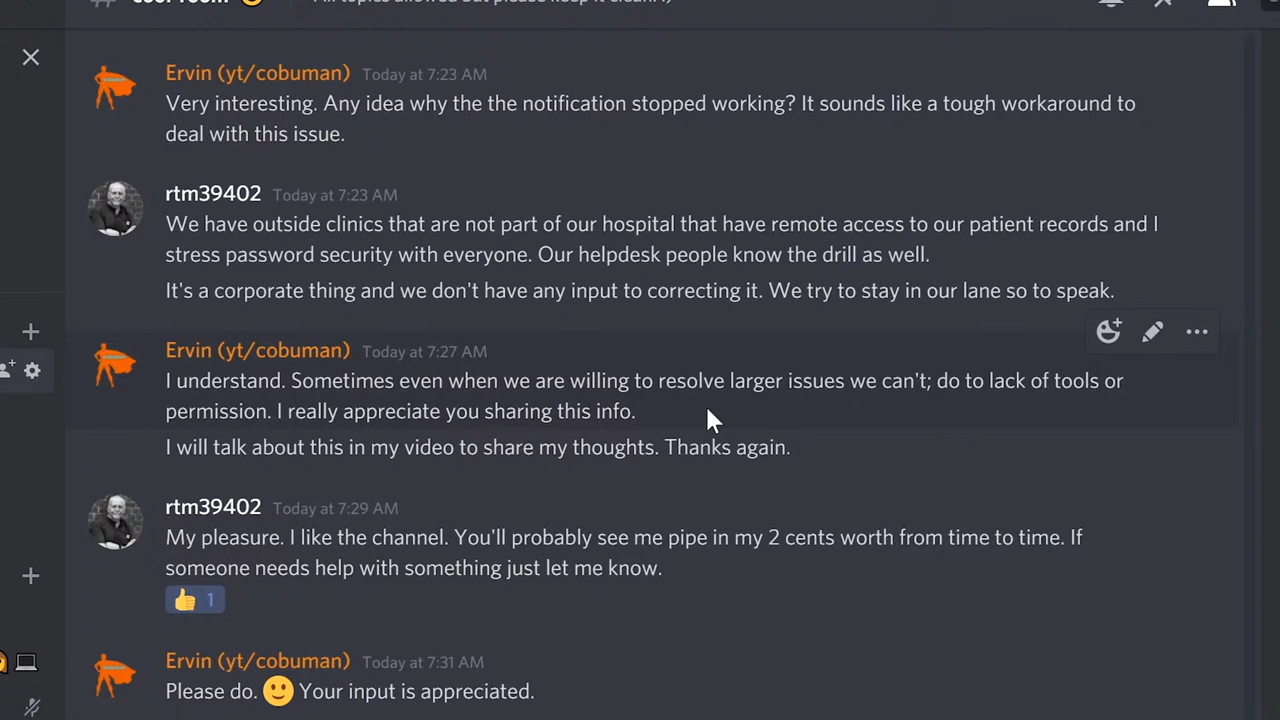 Ervin (yt/cobuman) Today at 7:23 AM
Very interesting. Any idea why the the notification stopped working? It sounds like a tough workaround to
deal with this issue.
rtm39402 Today at 7:23 AM
We have outside clinics that are not part of our hospital that have remote access to our patient records and I
stress password security with everyone. Our helpdesk people know the drill as well.
It's a corporate thing and we don't have any input to correcting it. We try to stay in our lane so to speak.
Ervin (yt/cobuman) Today at 7:27 AM
I understand. Sometimes even when we are willing to resolve larger issues we can't; do to lack of tools or
permission. I really appreciate you sharing this info.
I will talk about this in my video to share my thoughts. Thanks again.
rtm39402 Today at 7:29 AM
My pleasure. I like the channel. You'll probably see me pipe in my 2 cents worth from time to time. If
someone needs help with something just let me know.
👍 1
Ervin (yt/cobuman) Today at 7:31 AM
Please do. 🙂 Your input is appreciated.